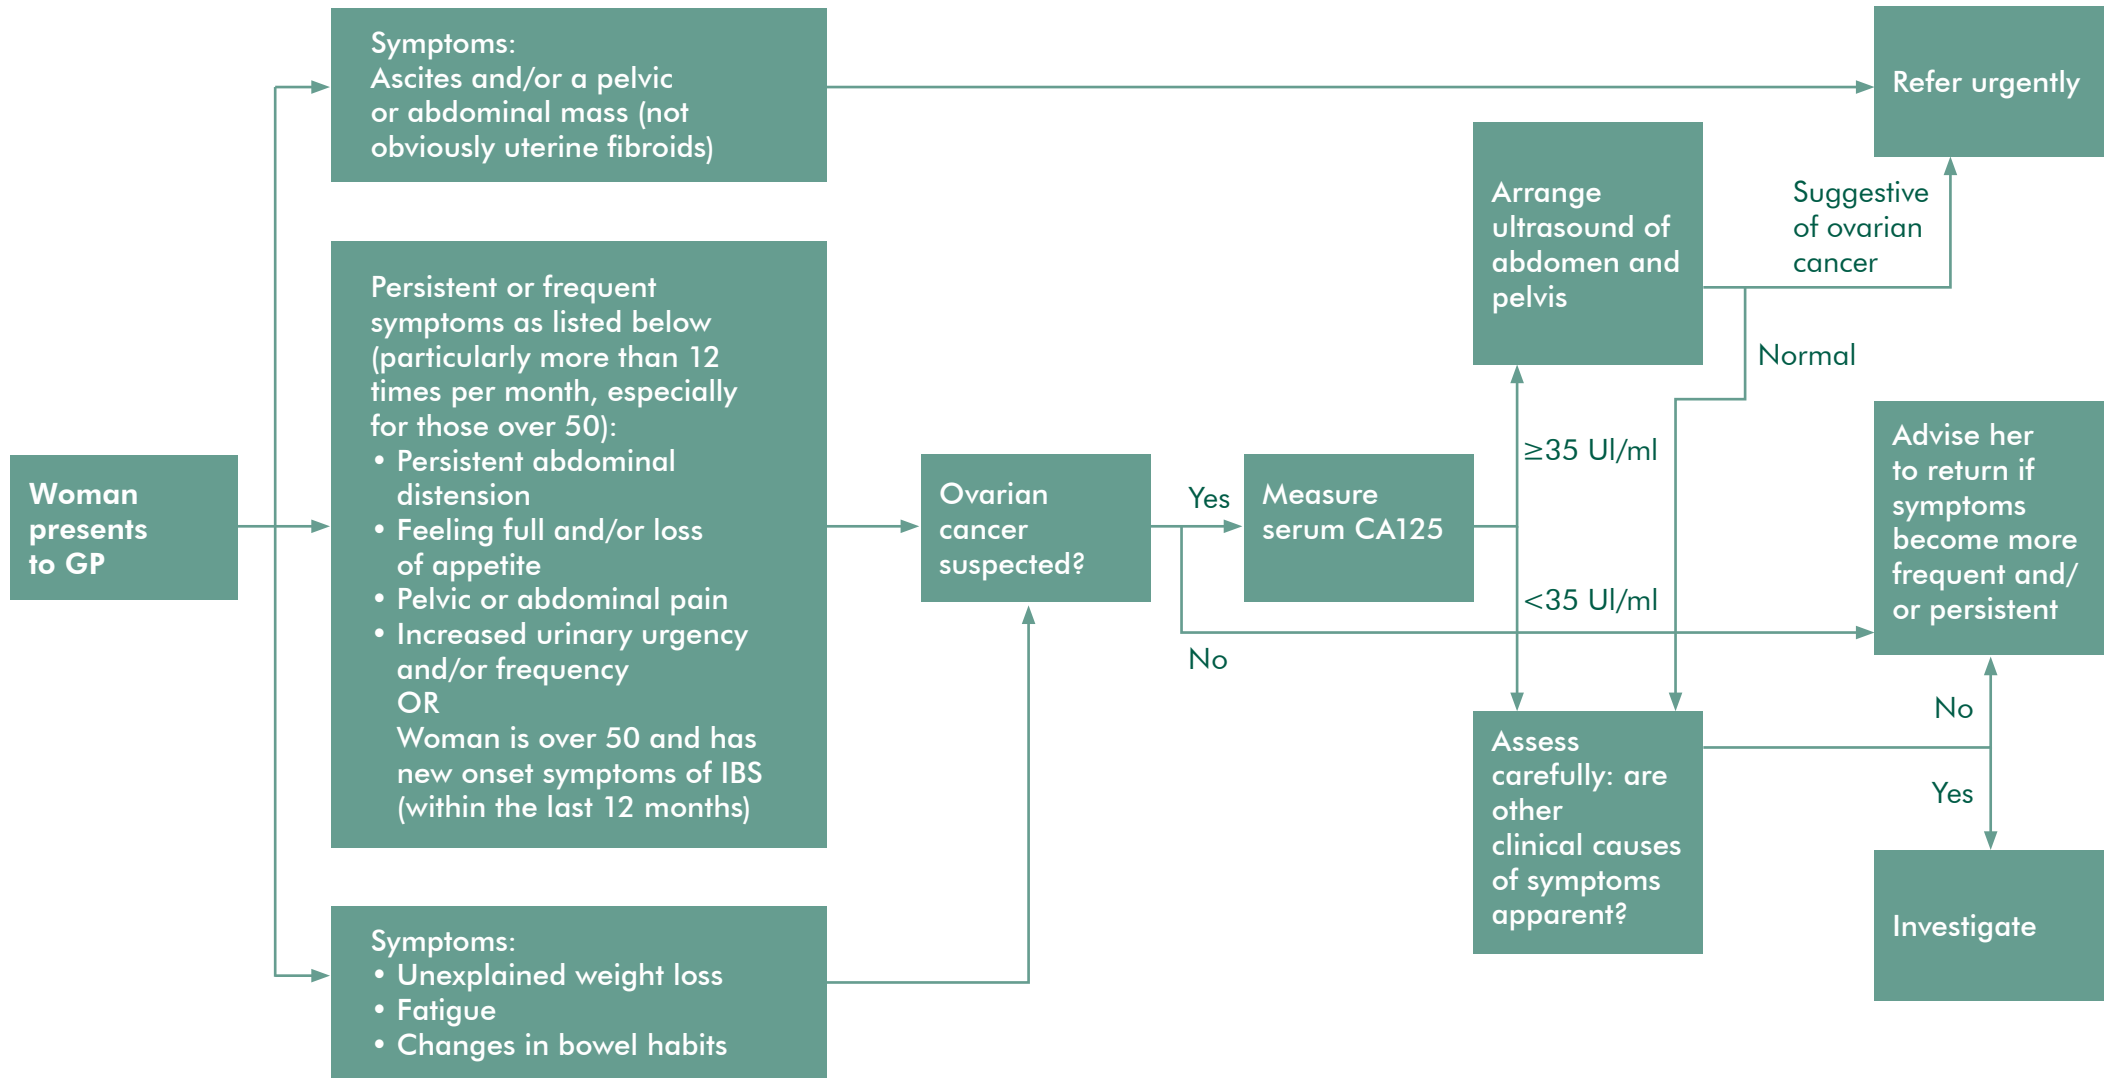 Woman
presents
to GP
Symptoms:
Ascites and/or a pelvic
or abdominal mass (not
obviously uterine fibroids)
Persistent or frequent
symptoms as listed below
(particularly more than 12
times per month, especially
for those over 50):
• Persistent abdominal
distension
• Feeling full and/or loss
of appetite
• Pelvic or abdominal pain
• Increased urinary urgency
and/or frequency
OR
Woman is over 50 and has
new onset symptoms of IBS
(within the last 12 months)
Symptoms:
• Unexplained weight loss
• Fatigue
• Changes in bowel habits
Ovarian
cancer
suspected?
Yes
No
Measure
serum CA125
≥35 Ul/ml
<35 Ul/ml
Arrange
ultrasound of
abdomen and
pelvis
Suggestive
of ovarian
cancer
Normal
Refer urgently
Assess
carefully: are
other
clinical causes
of symptoms
apparent?
No
Yes
Advise her
to return if
symptoms
become more
frequent and/
or persistent
Investigate